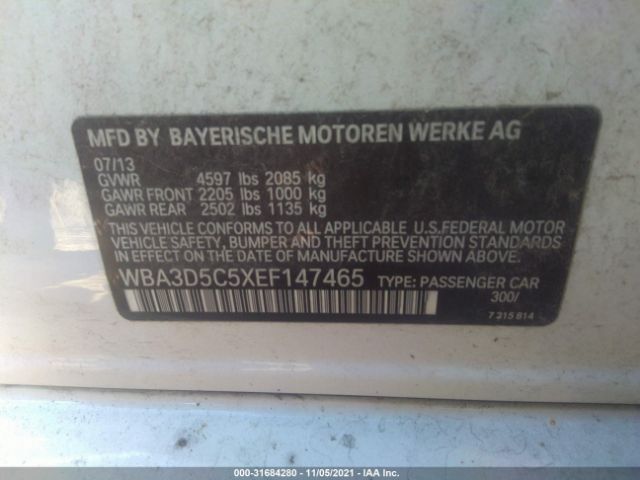 MFD BY BAYERISCHE MOTOREN WERKE AG
07/13
GVWR 4597 lbs 2085 kg
GAWR FRONT 2205 lbs 1000 kg
GAWR REAR 2502 lbs 1135 kg
THIS VEHICLE CONFORMS TO ALL APPLICABLE U.S.FEDERAL MOTOR
VEHICLE SAFETY, BUMPER AND THEFT PREVENTION STANDARDS
IN EFFECT ON THE DATE OF MANUFACTURE SHOWN ABOVE.
WBA3D5C5XEF147465 TYPE: PASSENGER CAR
300/
7 315 814
000-31684280 - 11/05/2021 - IAA Inc.